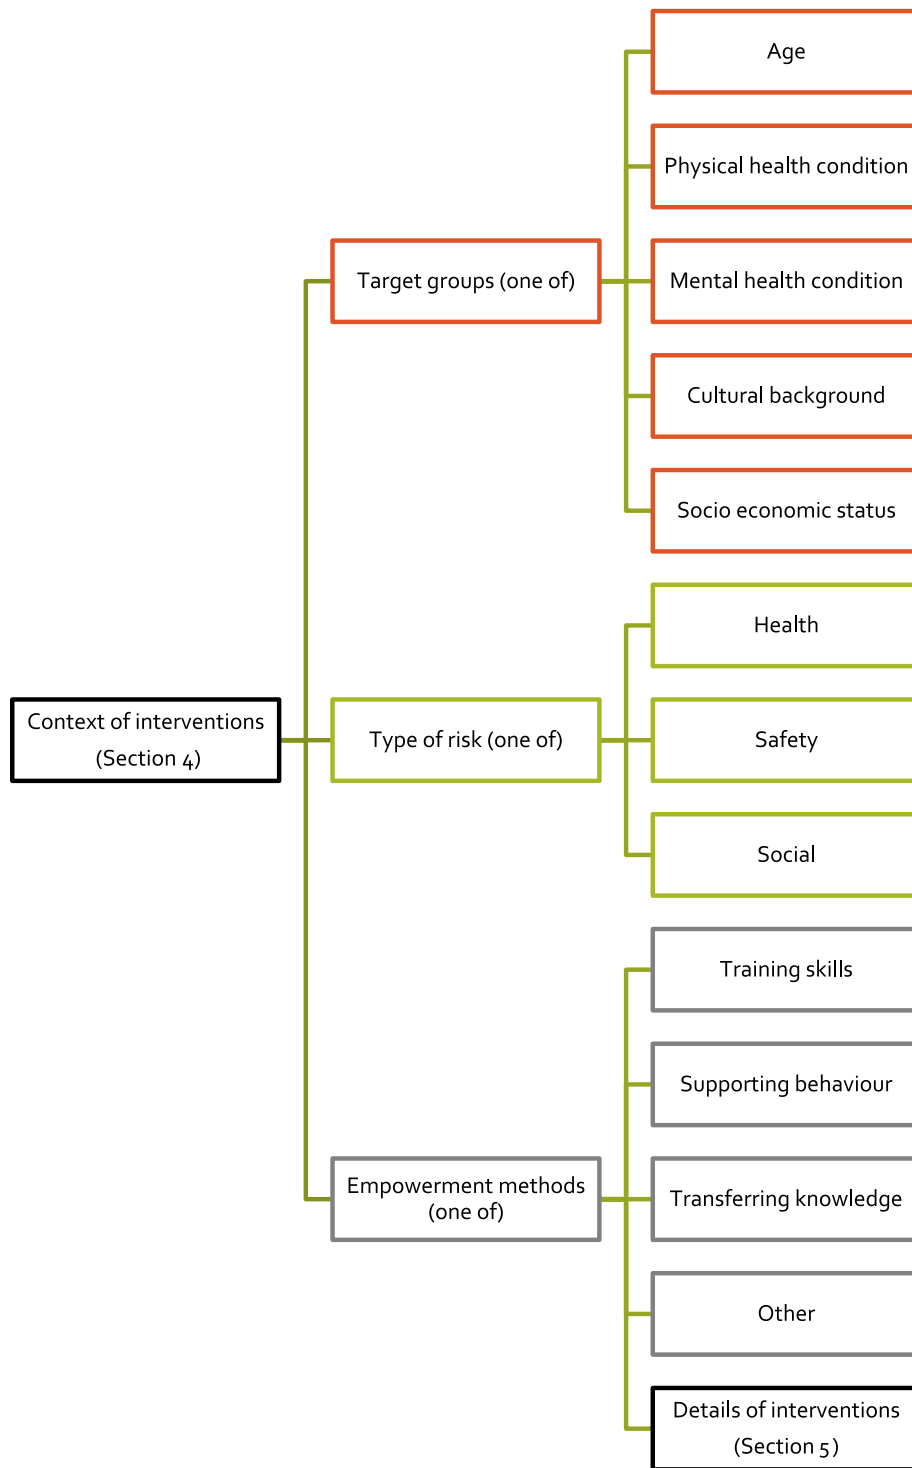 Age
Physical health condition
Target groups (one of)
Mental health condition
Cultural background
Socio economic status
Health
Context of interventions
(Section 4)
Type of risk (one of)
Safety
Social
Training skills
Supporting behaviour
Empowerment methods
(one of)
Transferring knowledge
Other
Details of interventions
(Section 5)